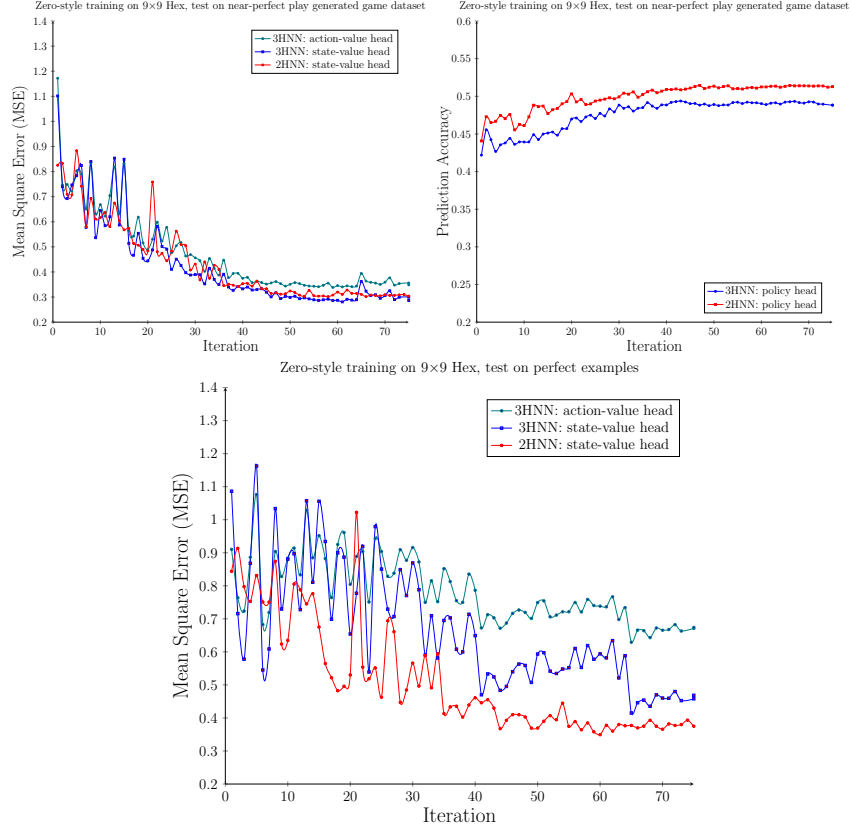 Zero-style training on 9×9 Hex, test on near-perfect play generated game dataset
1.4
1.3
1.2
1.1
1
0.9
0.8
0.7
0.6
0.5
0.4
0.3
0.2
Mean Square Error (MSE)
3HNN: action-value head
3HNN: state-value head
2HNN: state-value head
0 10 20 30 40 50 60 70
Iteration
Zero-style training on 9×9 Hex, test on near-perfect play generated game dataset
0.6
0.55
0.5
0.45
0.4
0.35
0.3
0.25
0.2
Prediction Accuracy
3HNN: policy head
2HNN: policy head
0 10 20 30 40 50 60 70
Iteration
Zero-style training on 9×9 Hex, test on perfect examples
1.4
1.3
1.2
1.1
1
0.9
0.8
0.7
0.6
0.5
0.4
0.3
0.2
Mean Square Error (MSE)
3HNN: action-value head
3HNN: state-value head
2HNN: state-value head
0 10 20 30 40 50 60 70
Iteration